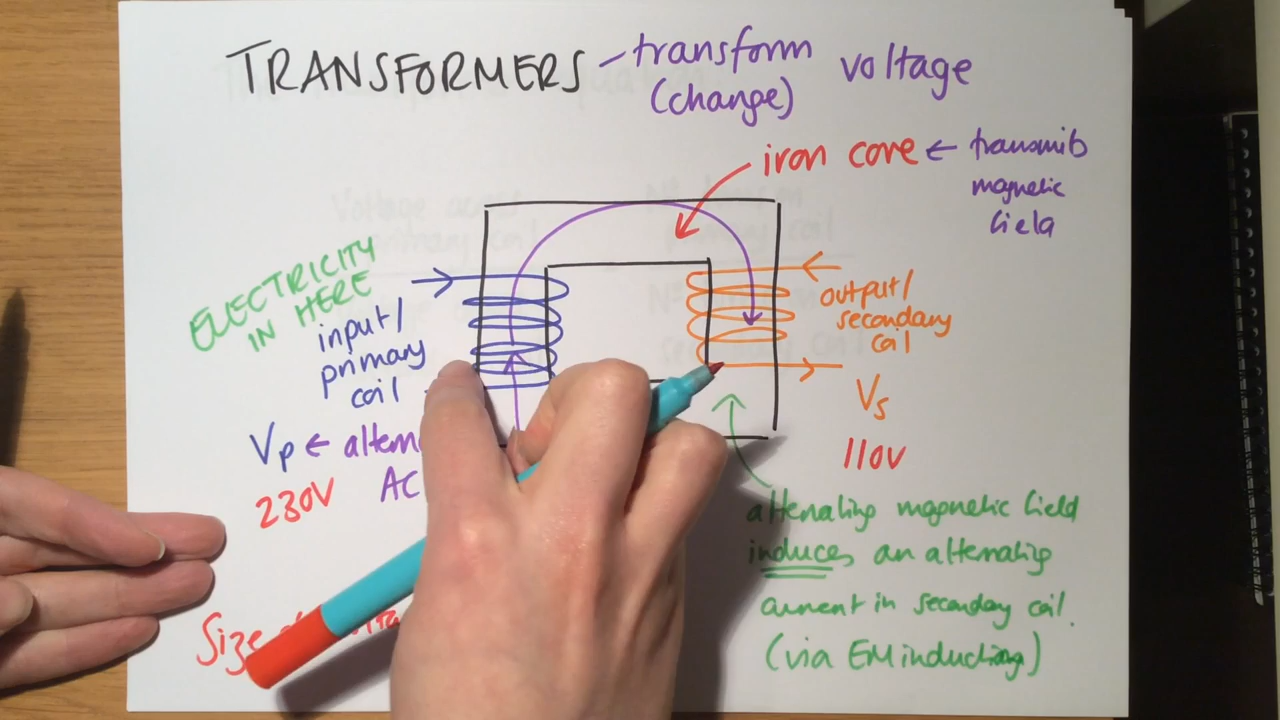 TRANSFORMERS - transform voltage
(change)
iron core ← transmib
magnetic
field
ELECTRICITY
IN HERE
input/
primary
coil
output/
secondary
coil
Vp ← altern
AC
230V
Vs
110V
alternating magnetic field
induces an alternating
current in secondary coil.
(via EM induction)
Size